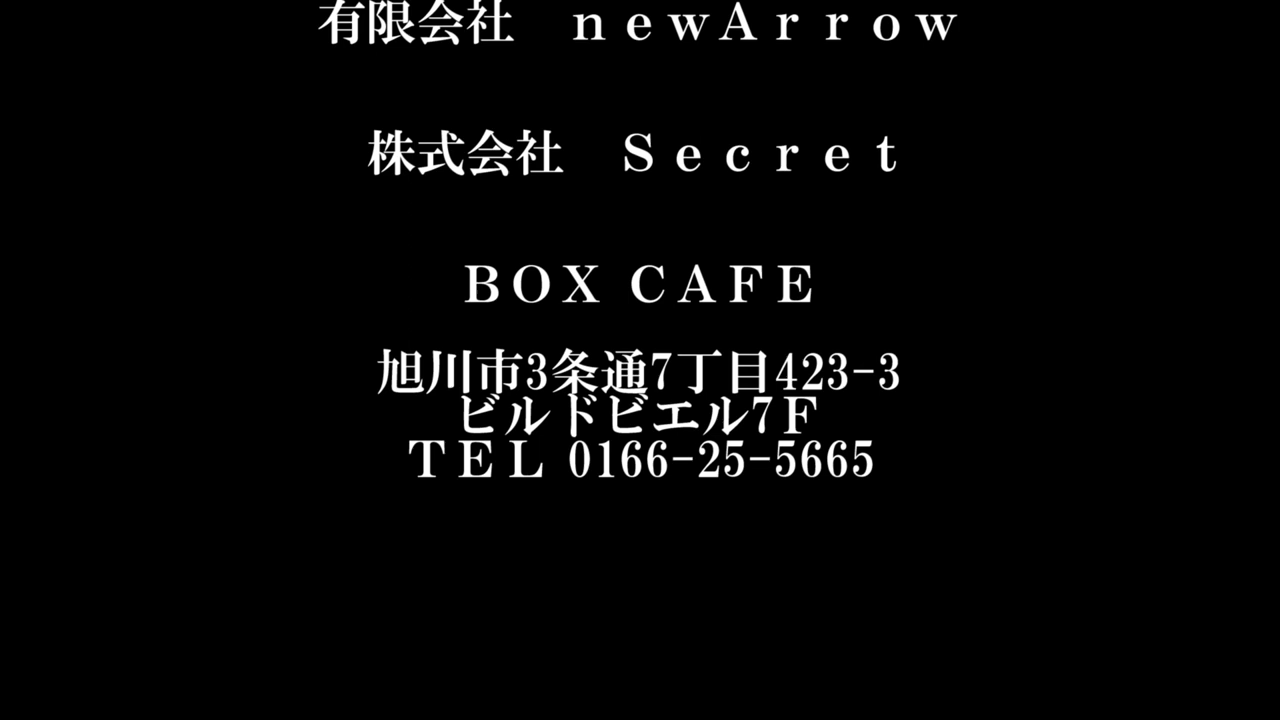 有限会社　ｎｅｗＡｒｒｏｗ
株式会社　Ｓｅｃｒｅｔ
ＢＯＸ ＣＡＦＥ
旭川市3条通7丁目423-3
ビルドビエル7Ｆ
ＴＥＬ 0166-25-5665